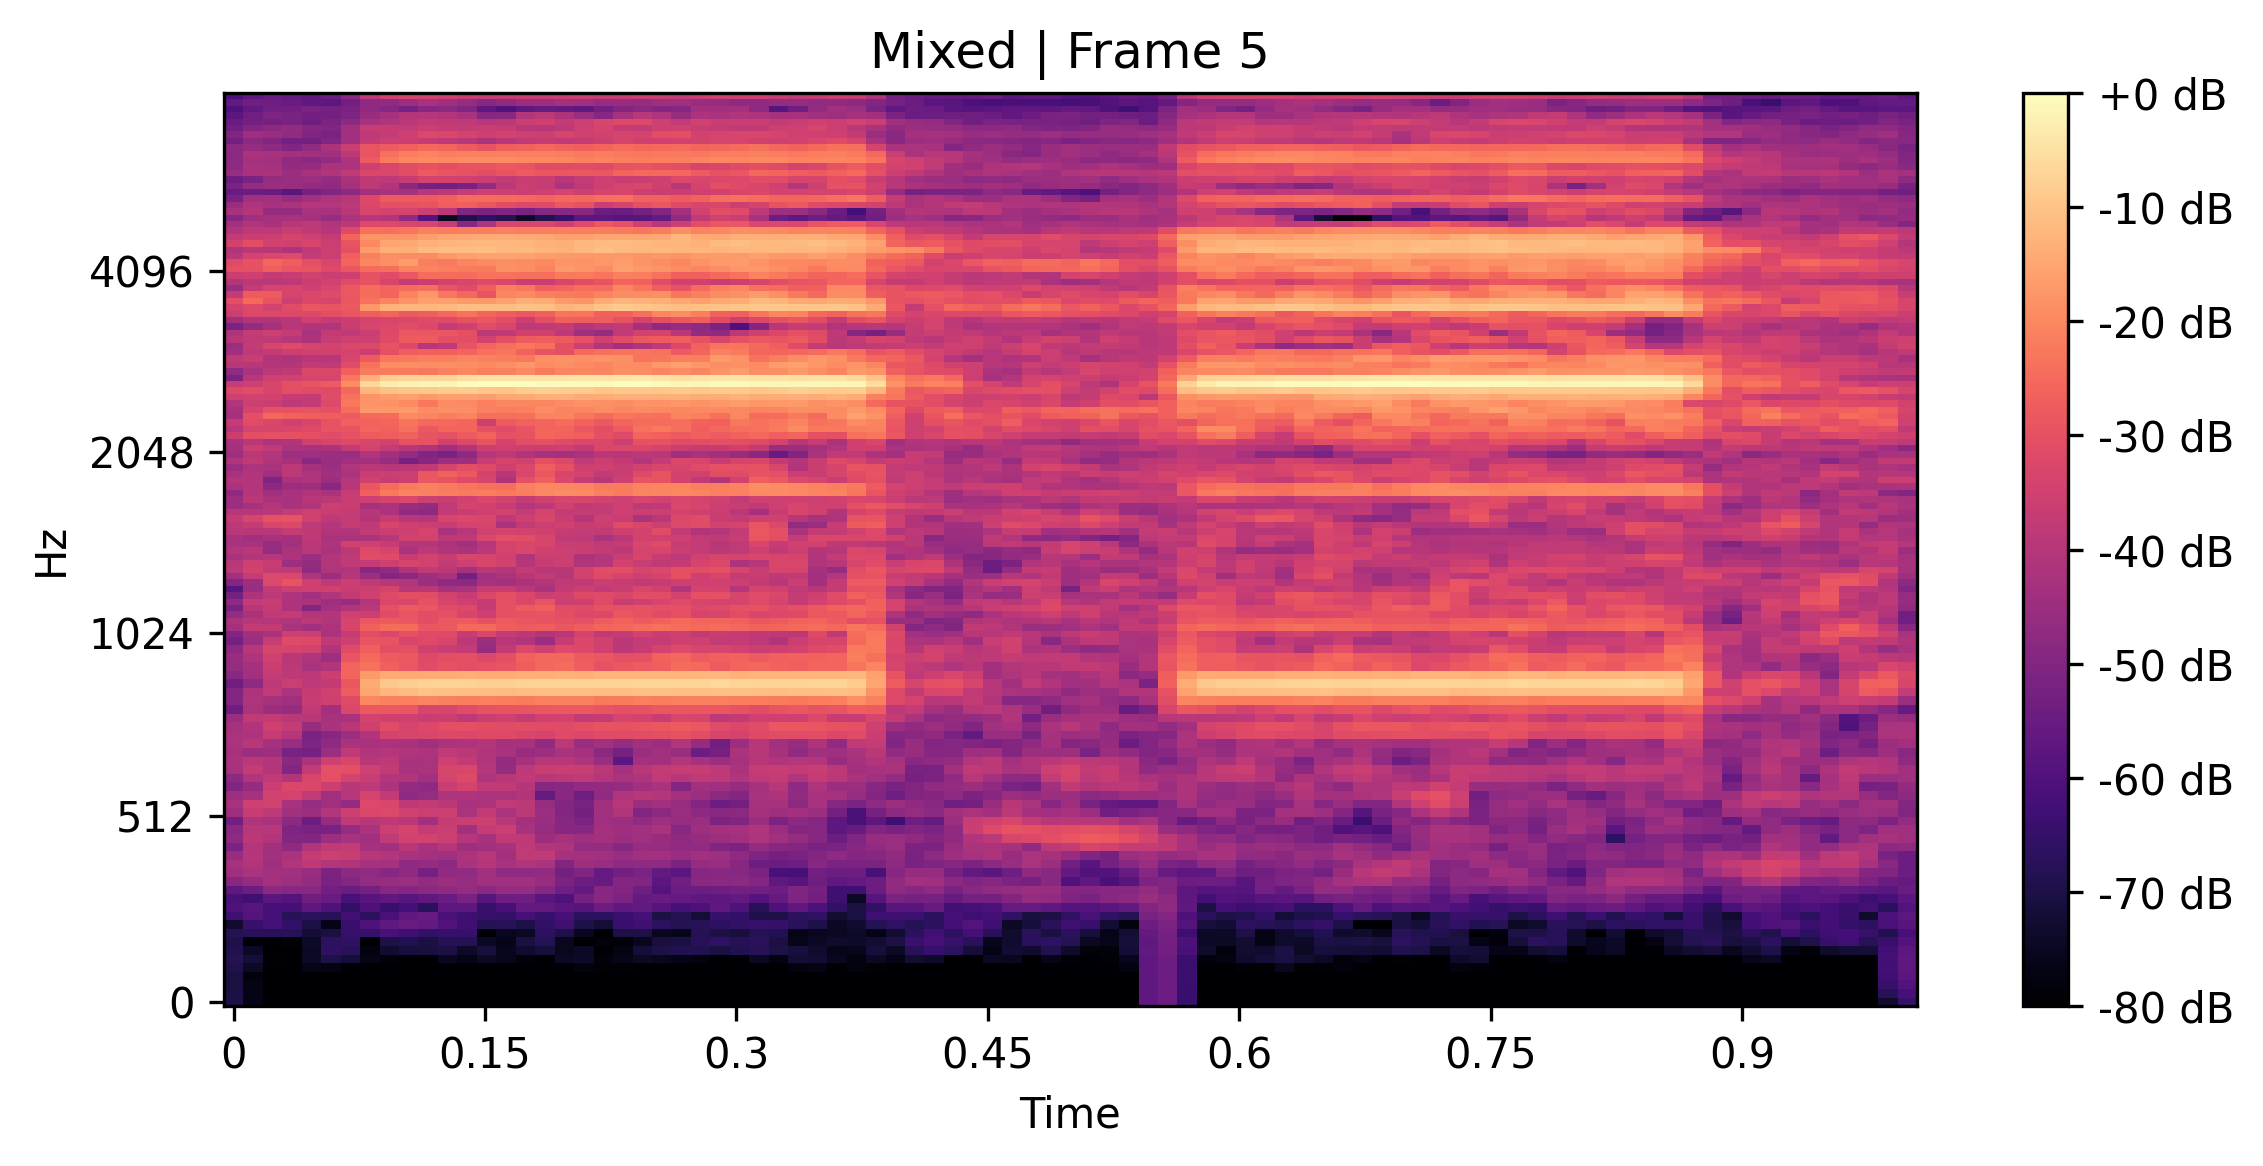 Mixed | Frame 5
+0 dB
-10 dB
-20 dB
-30 dB
-40 dB
-50 dB
-60 dB
-70 dB
-80 dB
Hz
4096
2048
1024
512
0
0 0.15 0.3 0.45 0.6 0.75 0.9
Time